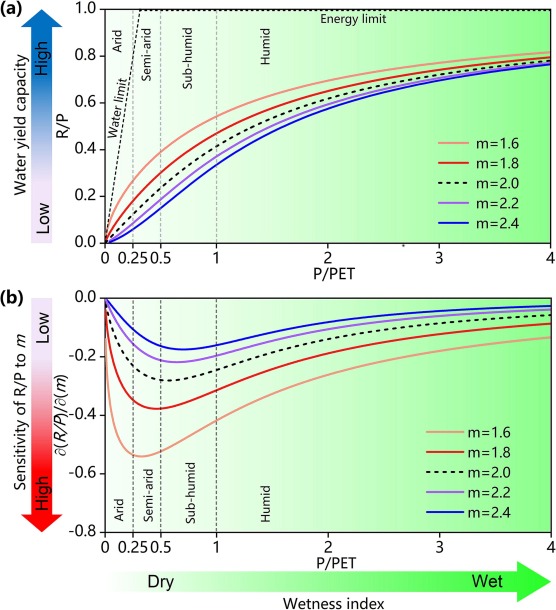 (a)
High
Low
Water yield capacity
R/P
1.0
0.8
0.6
0.4
0.2
0.0
Energy limit
Water limit
Arid
Semi-arid
Sub-humid
Humid
m=1.6
m=1.8
m=2.0
m=2.2
m=2.4
0 0.25 0.5 1 2 3 4
P/PET
(b)
Low
High
Sensitivity of R/P to m
∂(R/P)/∂(m)
0.0
-0.2
-0.4
-0.6
-0.8
Arid
Semi-arid
Sub-humid
Humid
m=1.6
m=1.8
m=2.0
m=2.2
m=2.4
0 0.25 0.5 1 2 3 4
P/PET
Dry Wet
Wetness index